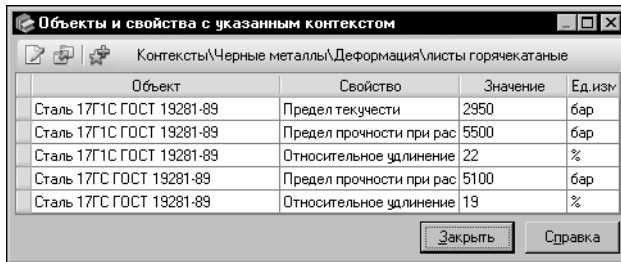 Объекты и свойства с указанным контекстом
Контексты\Черные металлы\Деформация\листы горячекатаные
Объект Свойство Значение Ед.изм
Сталь 17Г1С ГОСТ 19281-89 Предел текучести 2950 бар
Сталь 17Г1С ГОСТ 19281-89 Предел прочности при рас 5500 бар
Сталь 17Г1С ГОСТ 19281-89 Относительное удлинение 22 %
Сталь 17ГС ГОСТ 19281-89 Предел прочности при рас 5100 бар
Сталь 17ГС ГОСТ 19281-89 Относительное удлинение 19 %
Закрыть Справка